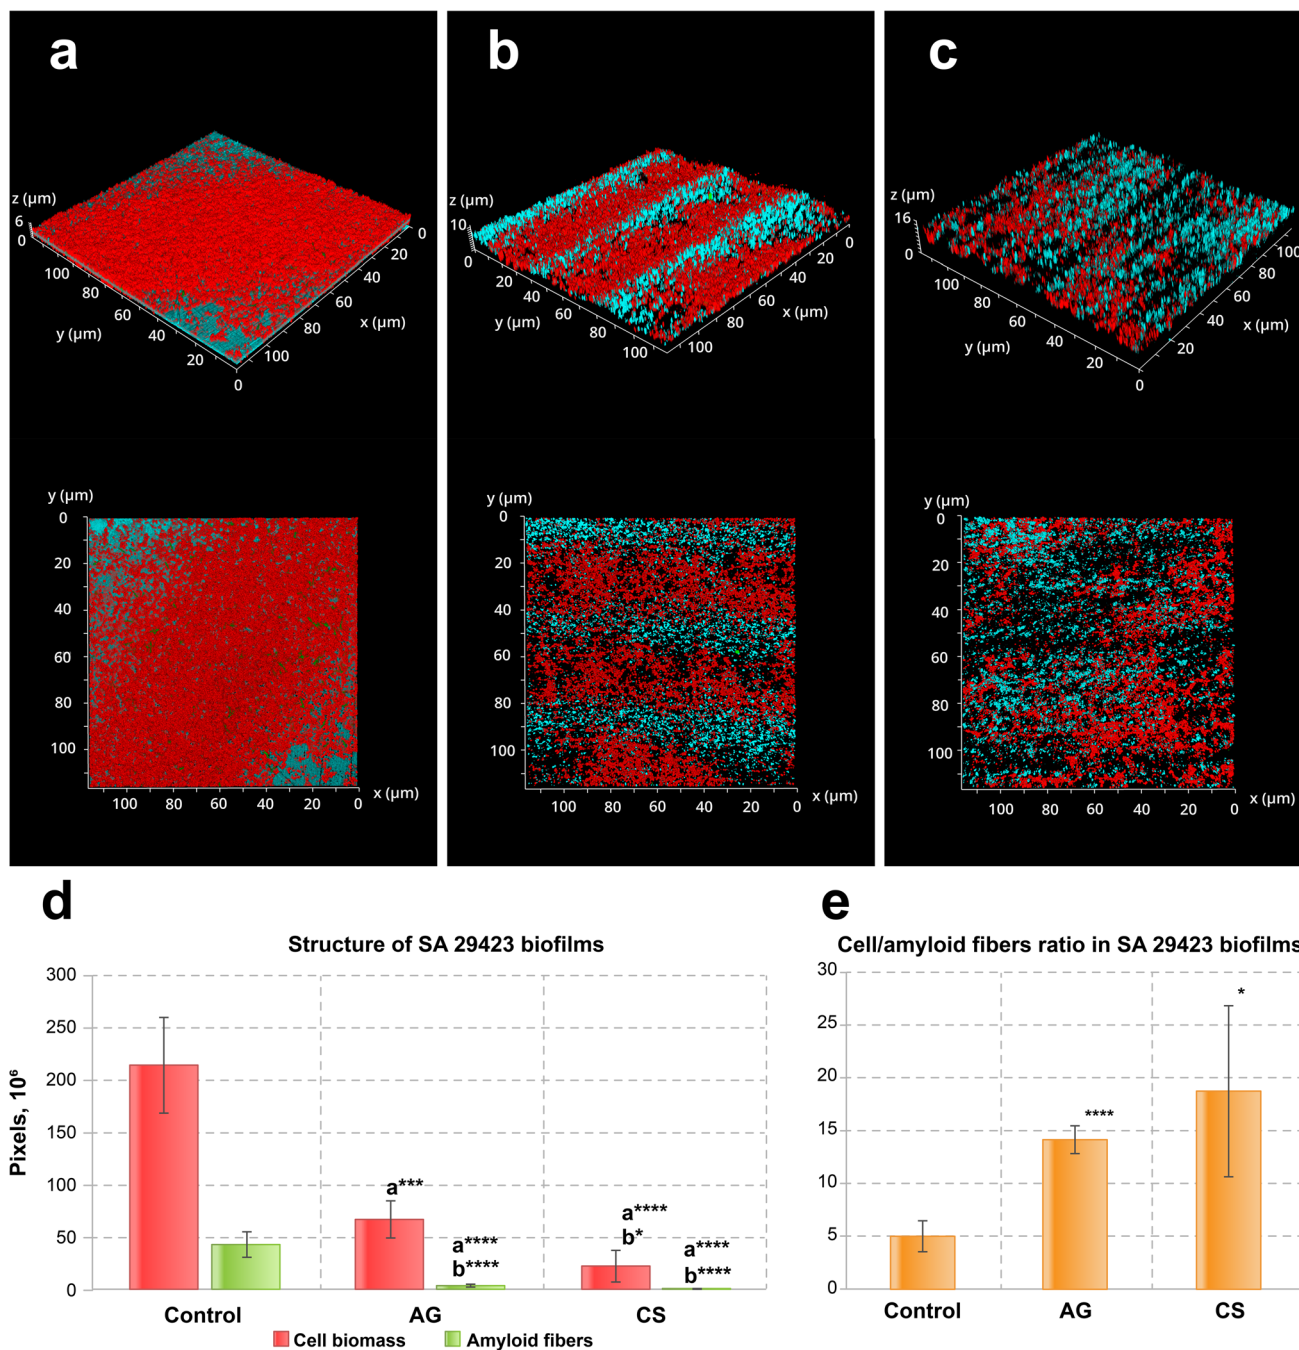 a
z (µm)
6
0
100
80
60
40
20
0
y (µm)
0
20
40
60
80
100
x (µm)
b
z (µm)
10
0
20
40
60
80
100
y (µm)
0
20
40
60
80
100
x (µm)
c
z (µm)
16
0
100
80
60
40
20
0
y (µm)
20
40
60
80
100
x (µm)
y (µm)
0
20
40
60
80
100
100 80 60 40 20 0
x (µm)
y (µm)
0
20
40
60
80
100
100 80 60 40 20 0
x (µm)
y (µm)
0
20
40
60
80
100
100 80 60 40 20 0
x (µm)
d
Structure of SA 29423 biofilms
Pixels, 10⁶
300
250
200
150
100
50
0
a***
a****
b****
a****
b*
a****
b****
Control AG CS
Cell biomass Amyloid fibers
e
Cell/amyloid fibers ratio in SA 29423 biofilms
30
25
20
15
10
5
0
****
*
Control AG CS